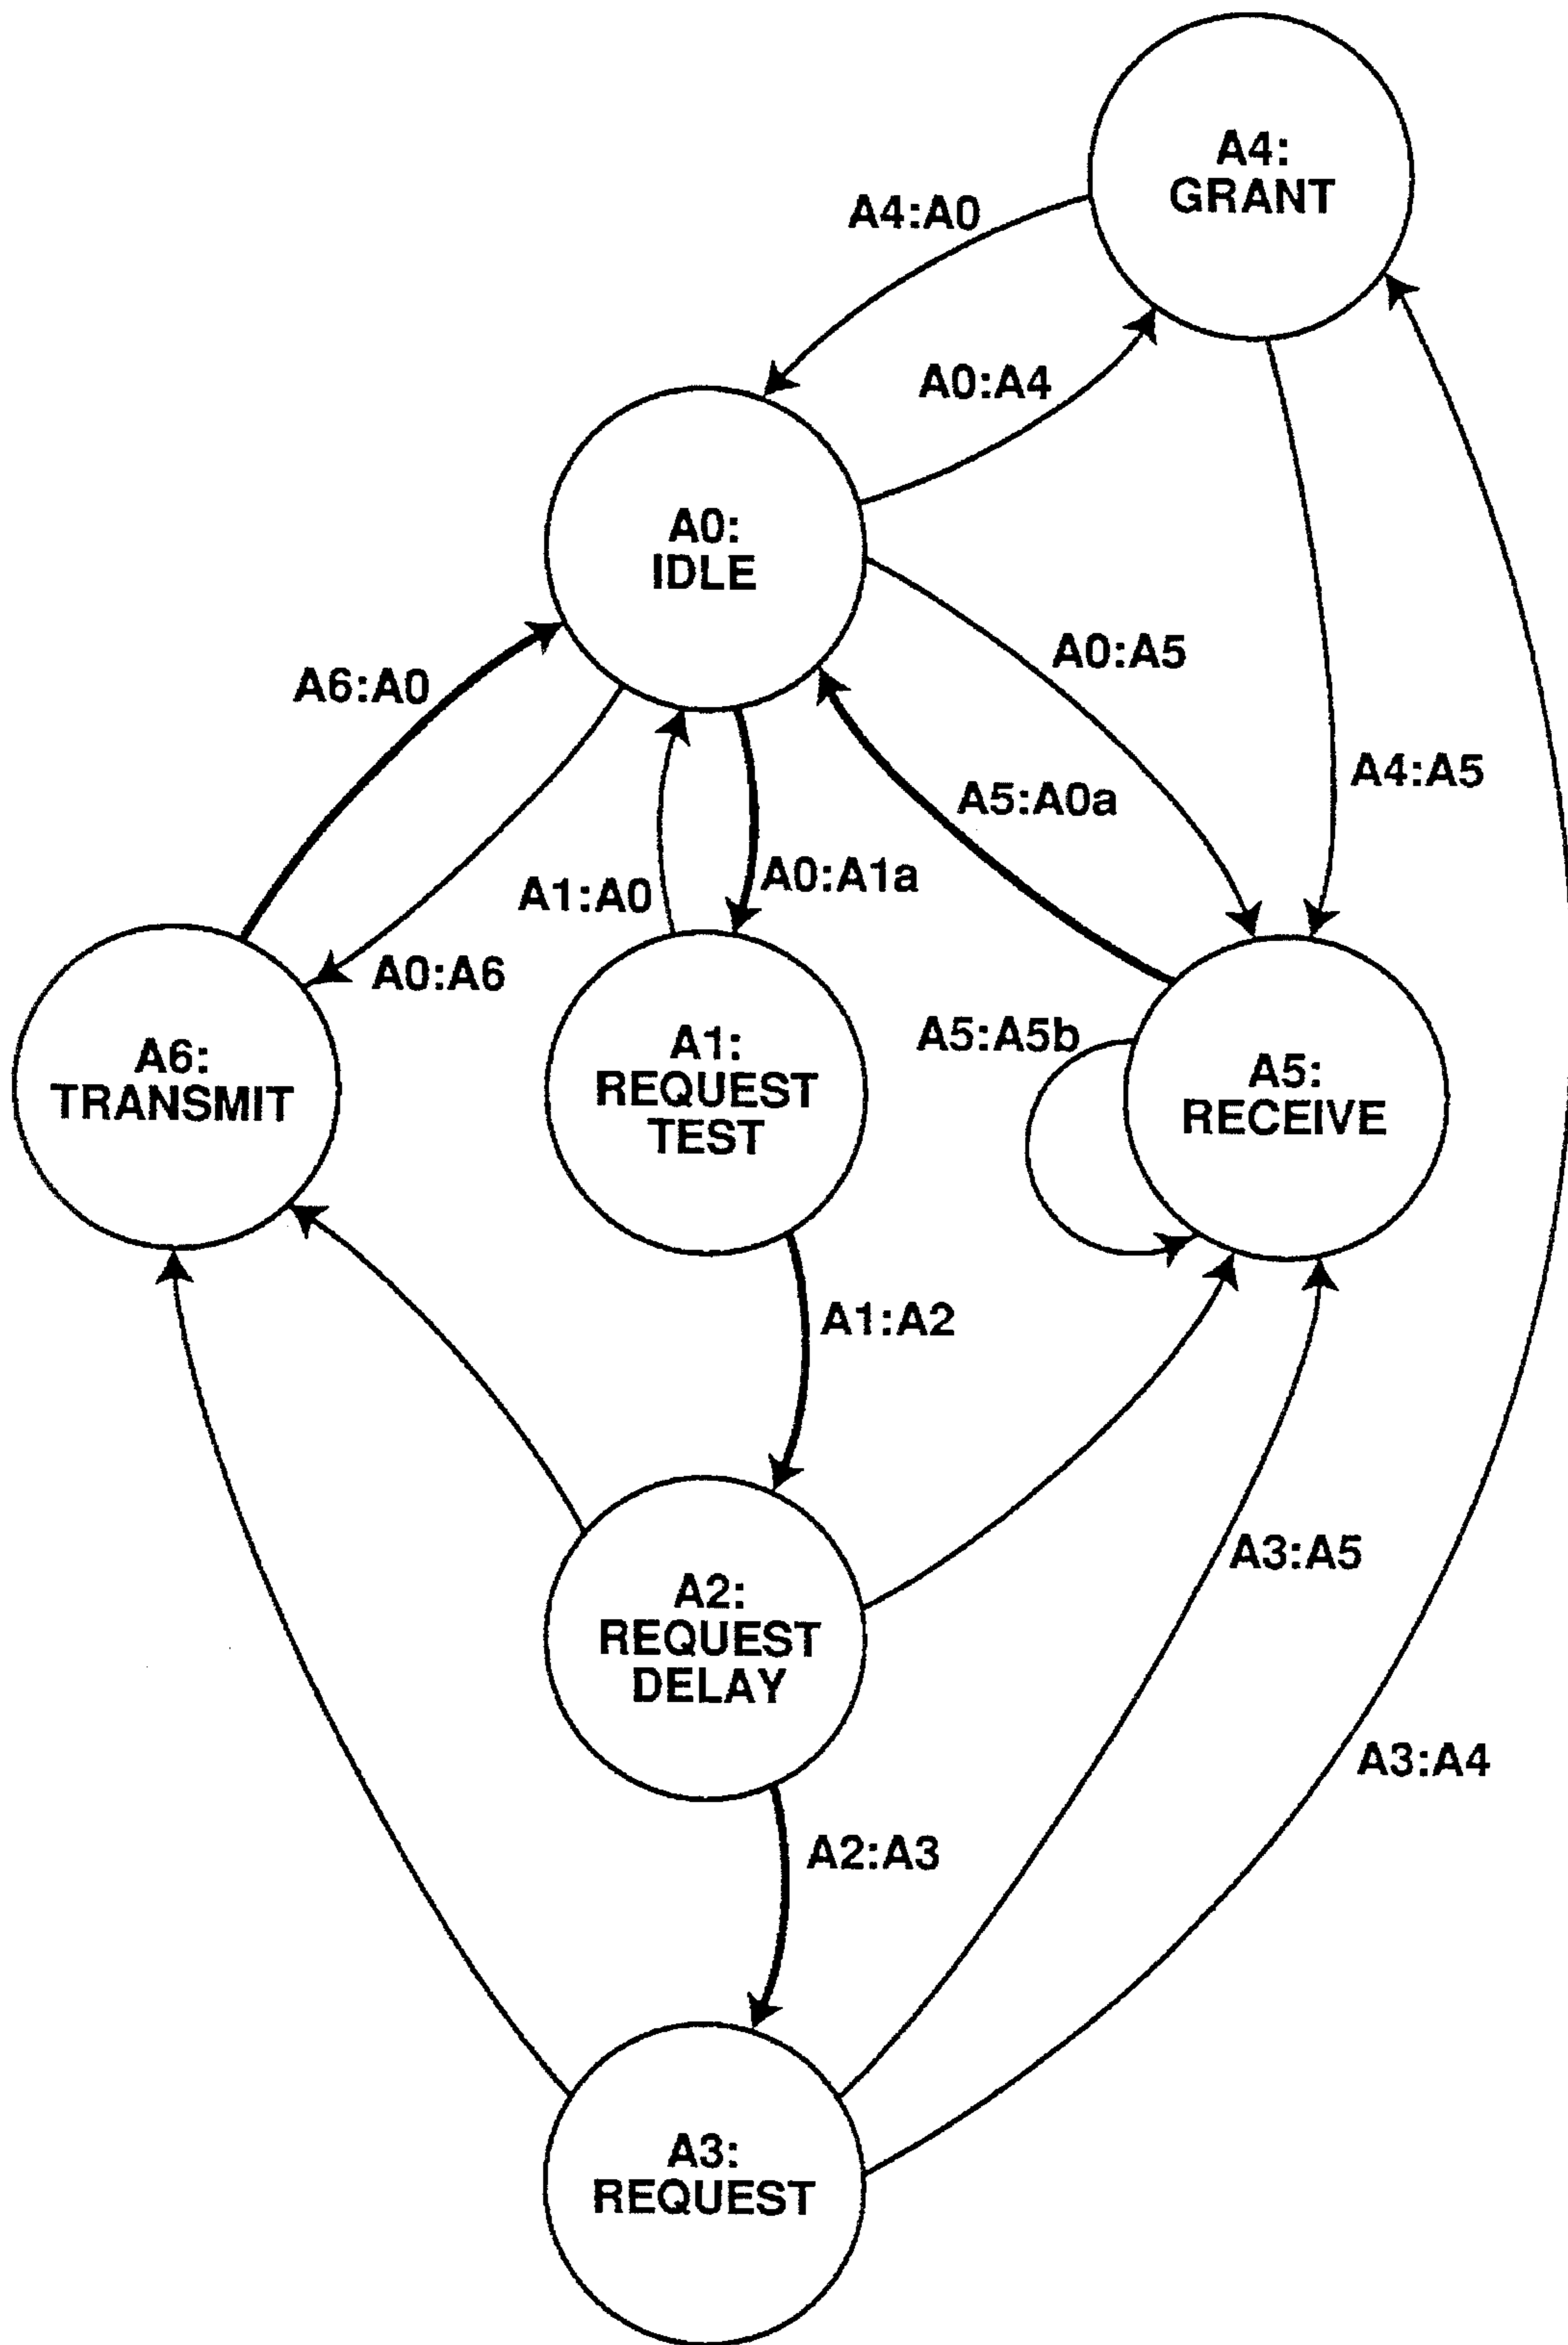 A4:
GRANT
A4:A0
A0:A4
A0:
IDLE
A0:A5
A6:A0
A4:A5
A5:A0a
A0:A1a
A1:A0
A0:A6
A5:A5b
A6:
TRANSMIT
A1:
REQUEST
TEST
A5:
RECEIVE
A1:A2
A3:A5
A2:
REQUEST
DELAY
A3:A4
A2:A3
A3:
REQUEST